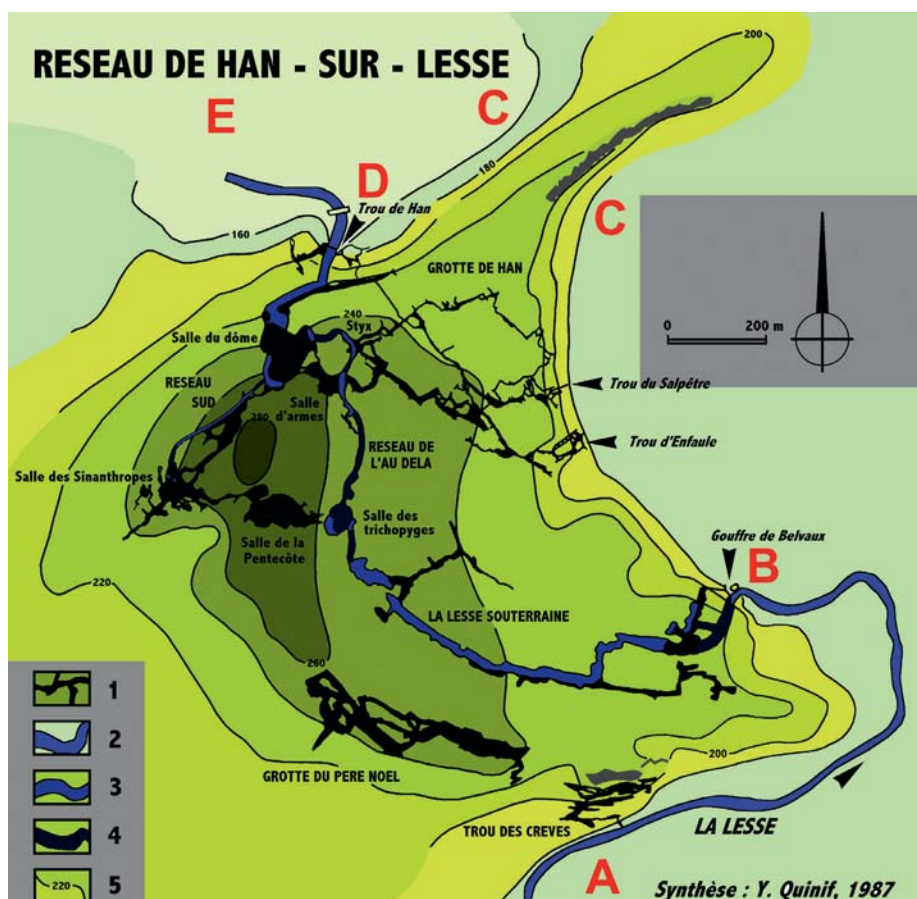 RESEAU DE HAN - SUR - LESSE
200
E
C
180
D
Trou de Han
C
160
GROTTE DE HAN
0 200 m
240
Styx
Salle du dôme
Trou du Salpêtre
RESEAU
SUD
Salle
d'armes
280
Trou d'Enfaule
RESEAU DE
L'AU DELA
Salle des Sinanthropes
Salle des
trichopyges
Salle de la
Pentecôte
Gouffre de Belvaux
B
220
LA LESSE SOUTERRAINE
260
1
2
200
GROTTE DU PERE NOEL
3
4
TROU DES CREVES
LA LESSE
220
5
A
Synthèse : Y. Quinif, 1987